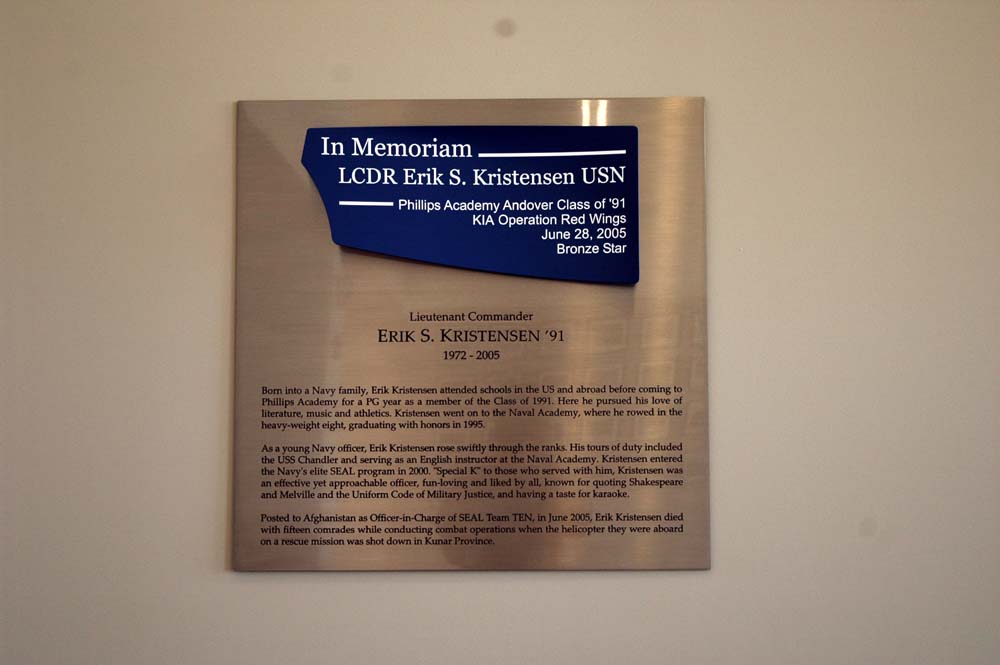 In Memoriam
LCDR Erik S. Kristensen USN
Phillips Academy Andover Class of '91
KIA Operation Red Wings
June 28, 2005
Bronze Star
Lieutenant Commander
ERIK S. KRISTENSEN '91
1972 - 2005
Born into a Navy family, Erik Kristensen attended schools in the US and abroad before coming to
Phillips Academy for a PG year as a member of the Class of 1991. Here he pursued his love of
literature, music and athletics. Kristensen went on to the Naval Academy, where he rowed in the
heavy-weight eight, graduating with honors in 1995.
As a young Navy officer, Erik Kristensen rose swiftly through the ranks. His tours of duty included
the USS Chandler and serving as an English instructor at the Naval Academy. Kristensen entered
the Navy's elite SEAL program in 2000. "Special K" to those who served with him, Kristensen was
an effective yet approachable officer, fun-loving and liked by all, known for quoting Shakespeare
and Melville and the Uniform Code of Military Justice, and having a taste for karaoke.
Posted to Afghanistan as Officer-in-Charge of SEAL Team TEN, in June 2005, Erik Kristensen died
with fifteen comrades while conducting combat operations when the helicopter they were aboard
on a rescue mission was shot down in Kunar Province.